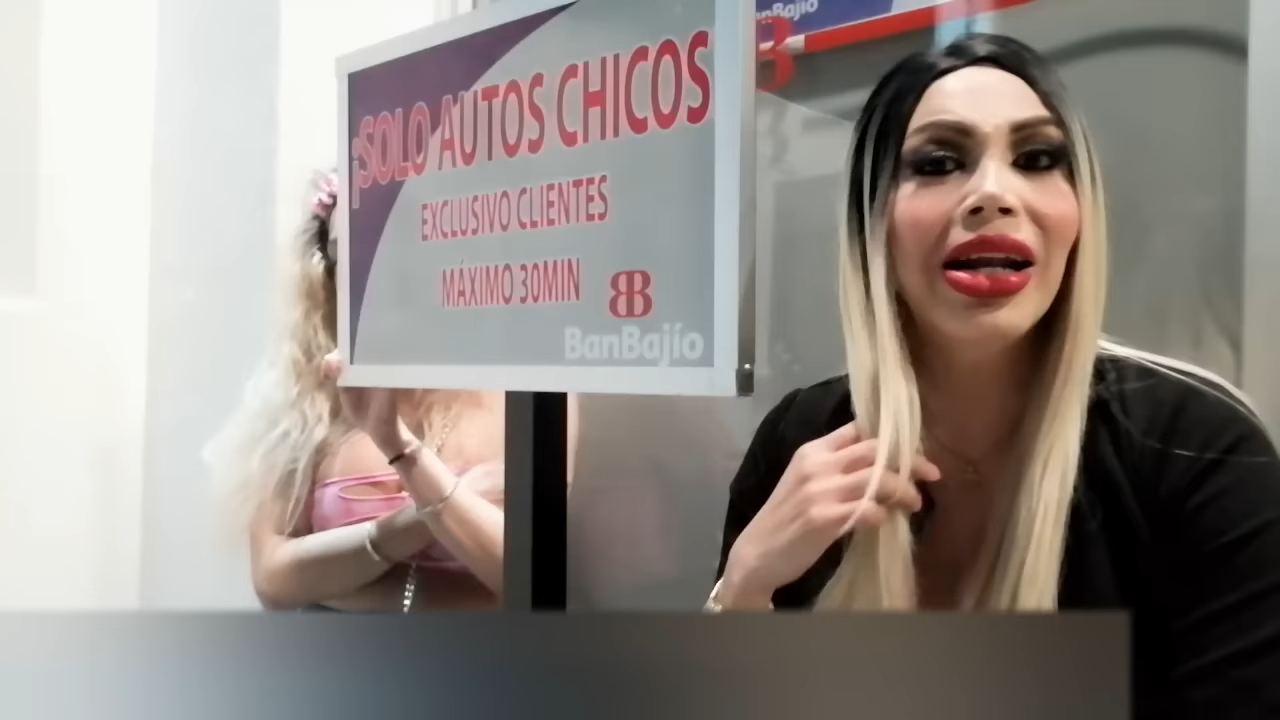 BanBajío
¡SOLO AUTOS CHICOS
EXCLUSIVO CLIENTES
MÁXIMO 30MIN
BanBajío